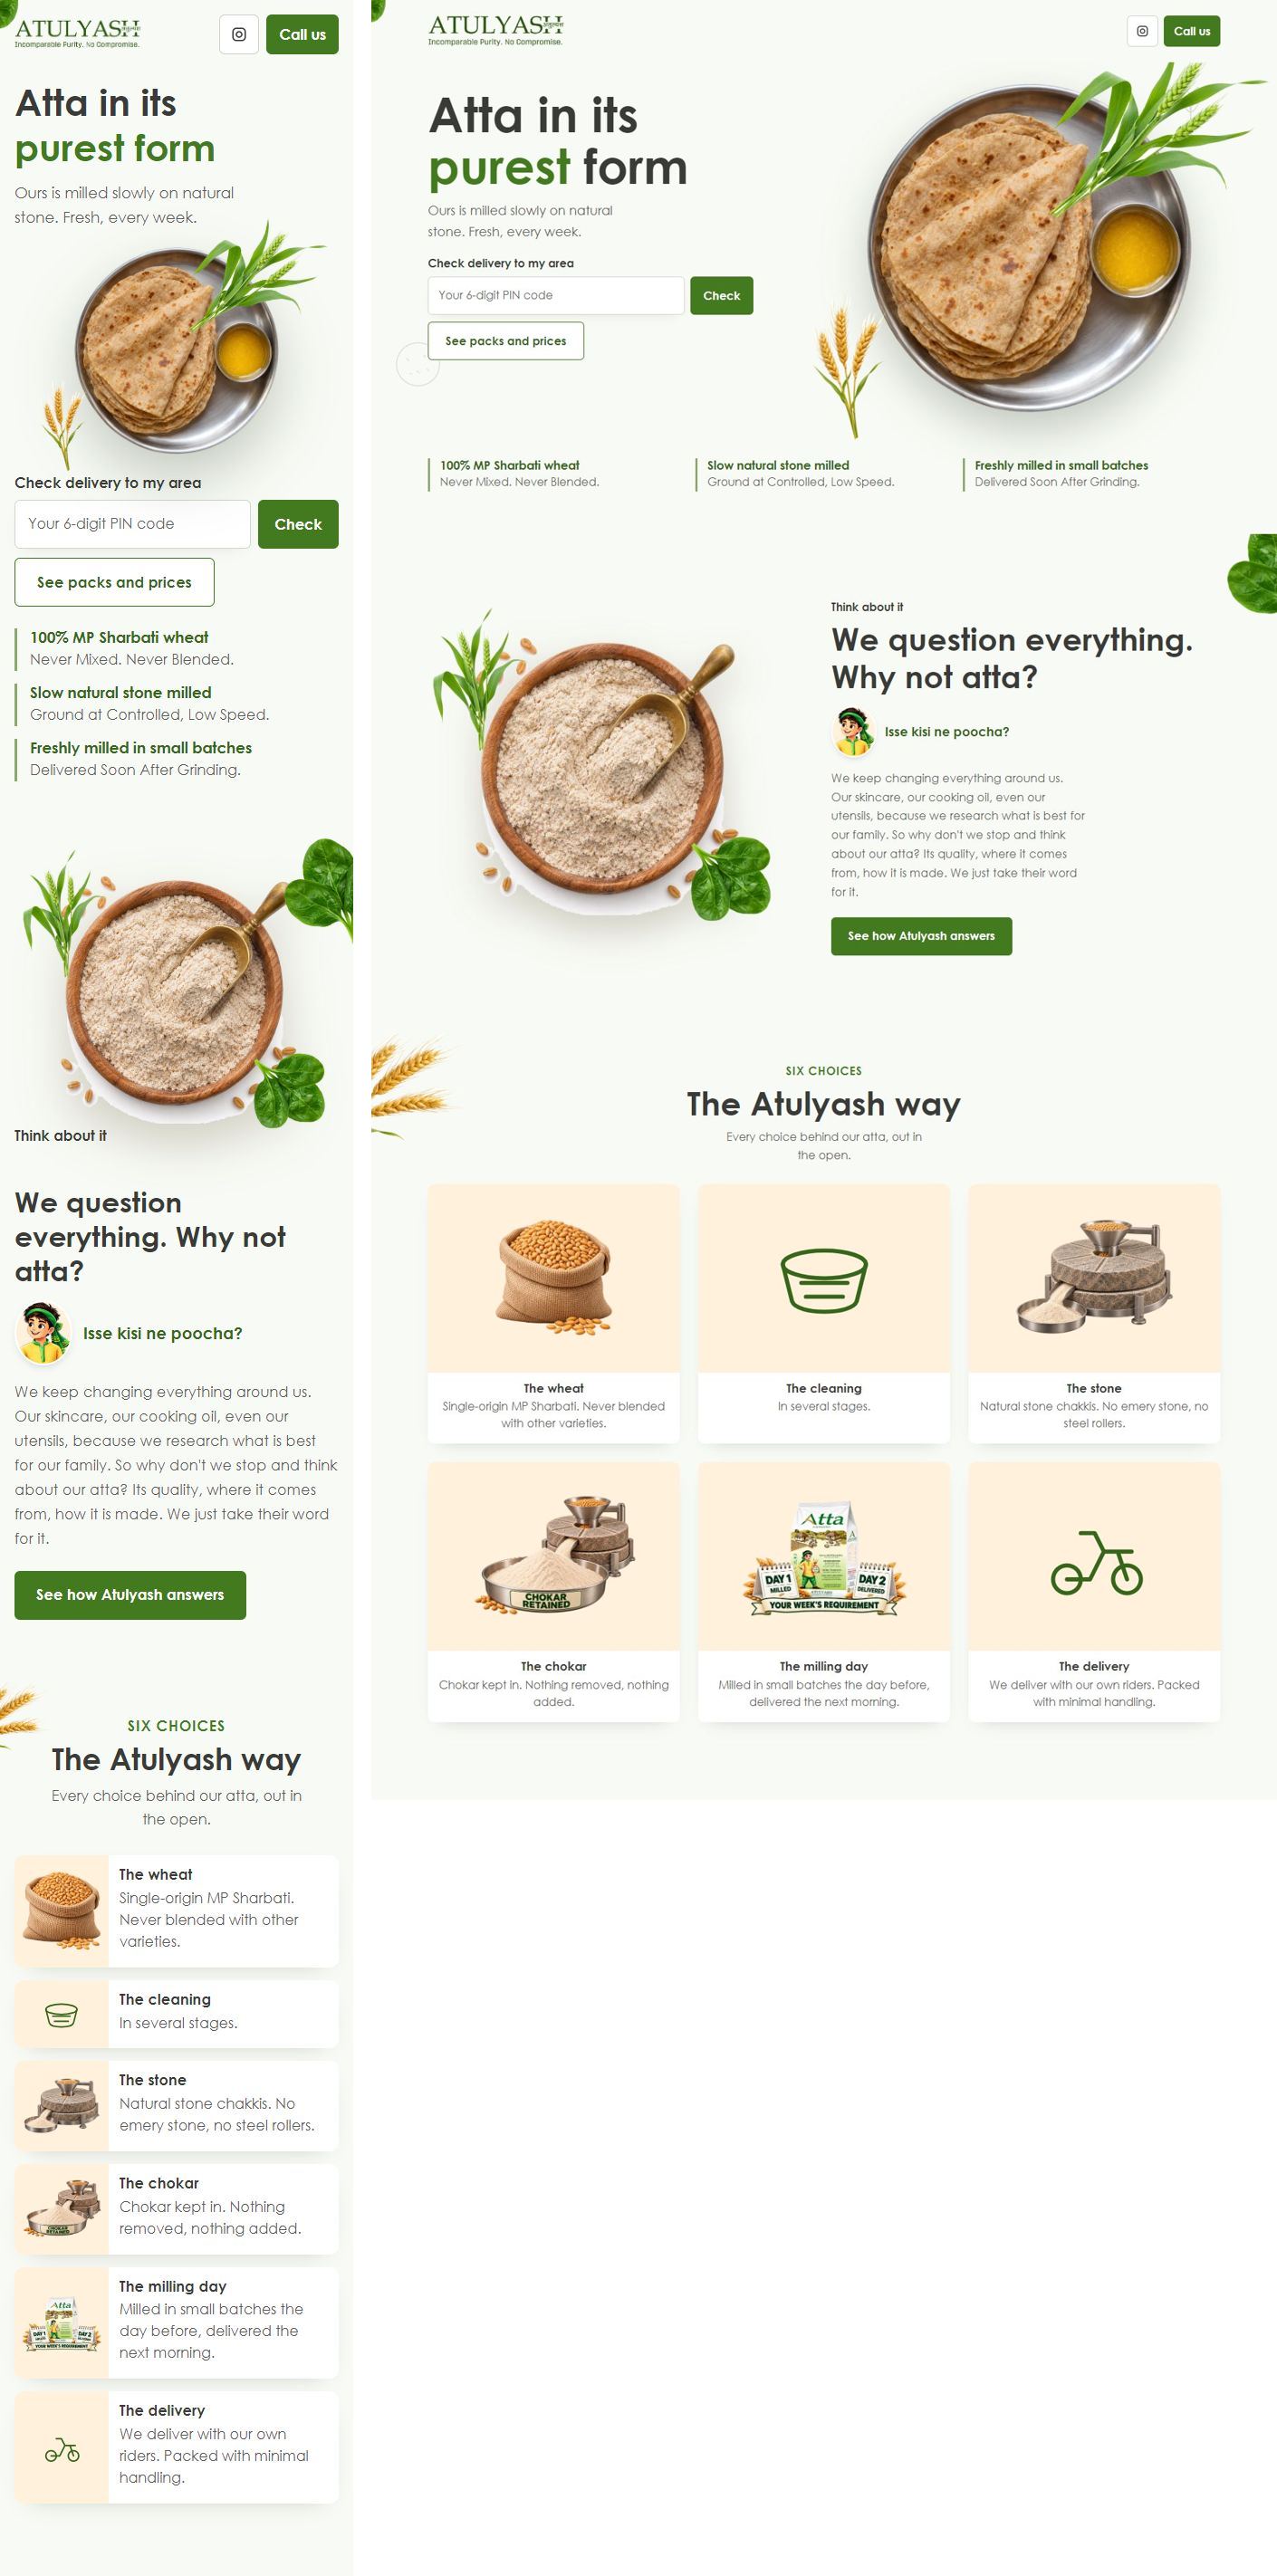 ATULYASH
Incomparable Purity. No Compromise.
Call us
Atta in its
purest form
Ours is milled slowly on natural
stone. Fresh, every week.
Check delivery to my area
Your 6-digit PIN code
Check
See packs and prices
100% MP Sharbati wheat
Never Mixed. Never Blended.
Slow natural stone milled
Ground at Controlled, Low Speed.
Freshly milled in small batches
Delivered Soon After Grinding.
Think about it
We question
everything. Why not
atta?
Isse kisi ne poocha?
We keep changing everything around us.
Our skincare, our cooking oil, even our
utensils, because we research what is best
for our family. So why don't we stop and think
about our atta? Its quality, where it comes
from, how it is made. We just take their word
for it.
See how Atulyash answers
SIX CHOICES
The Atulyash way
Every choice behind our atta, out in
the open.
The wheat
Single-origin MP Sharbati.
Never blended with other
varieties.
The cleaning
In several stages.
The stone
Natural stone chakkis. No
emery stone, no steel rollers.
CHOKAR
RETAINED
The chokar
Chokar kept in. Nothing
removed, nothing added.
Atta
DAY 1
DAY 2
YOUR WEEK'S REQUIREMENT
The milling day
Milled in small batches the
day before, delivered the
next morning.
The delivery
We deliver with our own
riders. Packed with minimal
handling.
ATULYASH
Incomparable Purity. No Compromise.
Call us
Atta in its
purest form
Ours is milled slowly on natural
stone. Fresh, every week.
Check delivery to my area
Your 6-digit PIN code
Check
See packs and prices
100% MP Sharbati wheat
Never Mixed. Never Blended.
Slow natural stone milled
Ground at Controlled, Low Speed.
Freshly milled in small batches
Delivered Soon After Grinding.
Think about it
We question everything.
Why not atta?
Isse kisi ne poocha?
We keep changing everything around us.
Our skincare, our cooking oil, even our
utensils, because we research what is best for
our family. So why don't we stop and think
about our atta? Its quality, where it comes
from, how it is made. We just take their word
for it.
See how Atulyash answers
SIX CHOICES
The Atulyash way
Every choice behind our atta, out in
the open.
The wheat
Single-origin MP Sharbati. Never blended
with other varieties.
The cleaning
In several stages.
The stone
Natural stone chakkis. No emery stone, no
steel rollers.
CHOKAR
RETAINED
The chokar
Chokar kept in. Nothing removed, nothing
added.
Atta
DAY 1
MILLED
DAY 2
DELIVERED
YOUR WEEK'S REQUIREMENT
The milling day
Milled in small batches the day before,
delivered the next morning.
The delivery
We deliver with our own riders. Packed
with minimal handling.